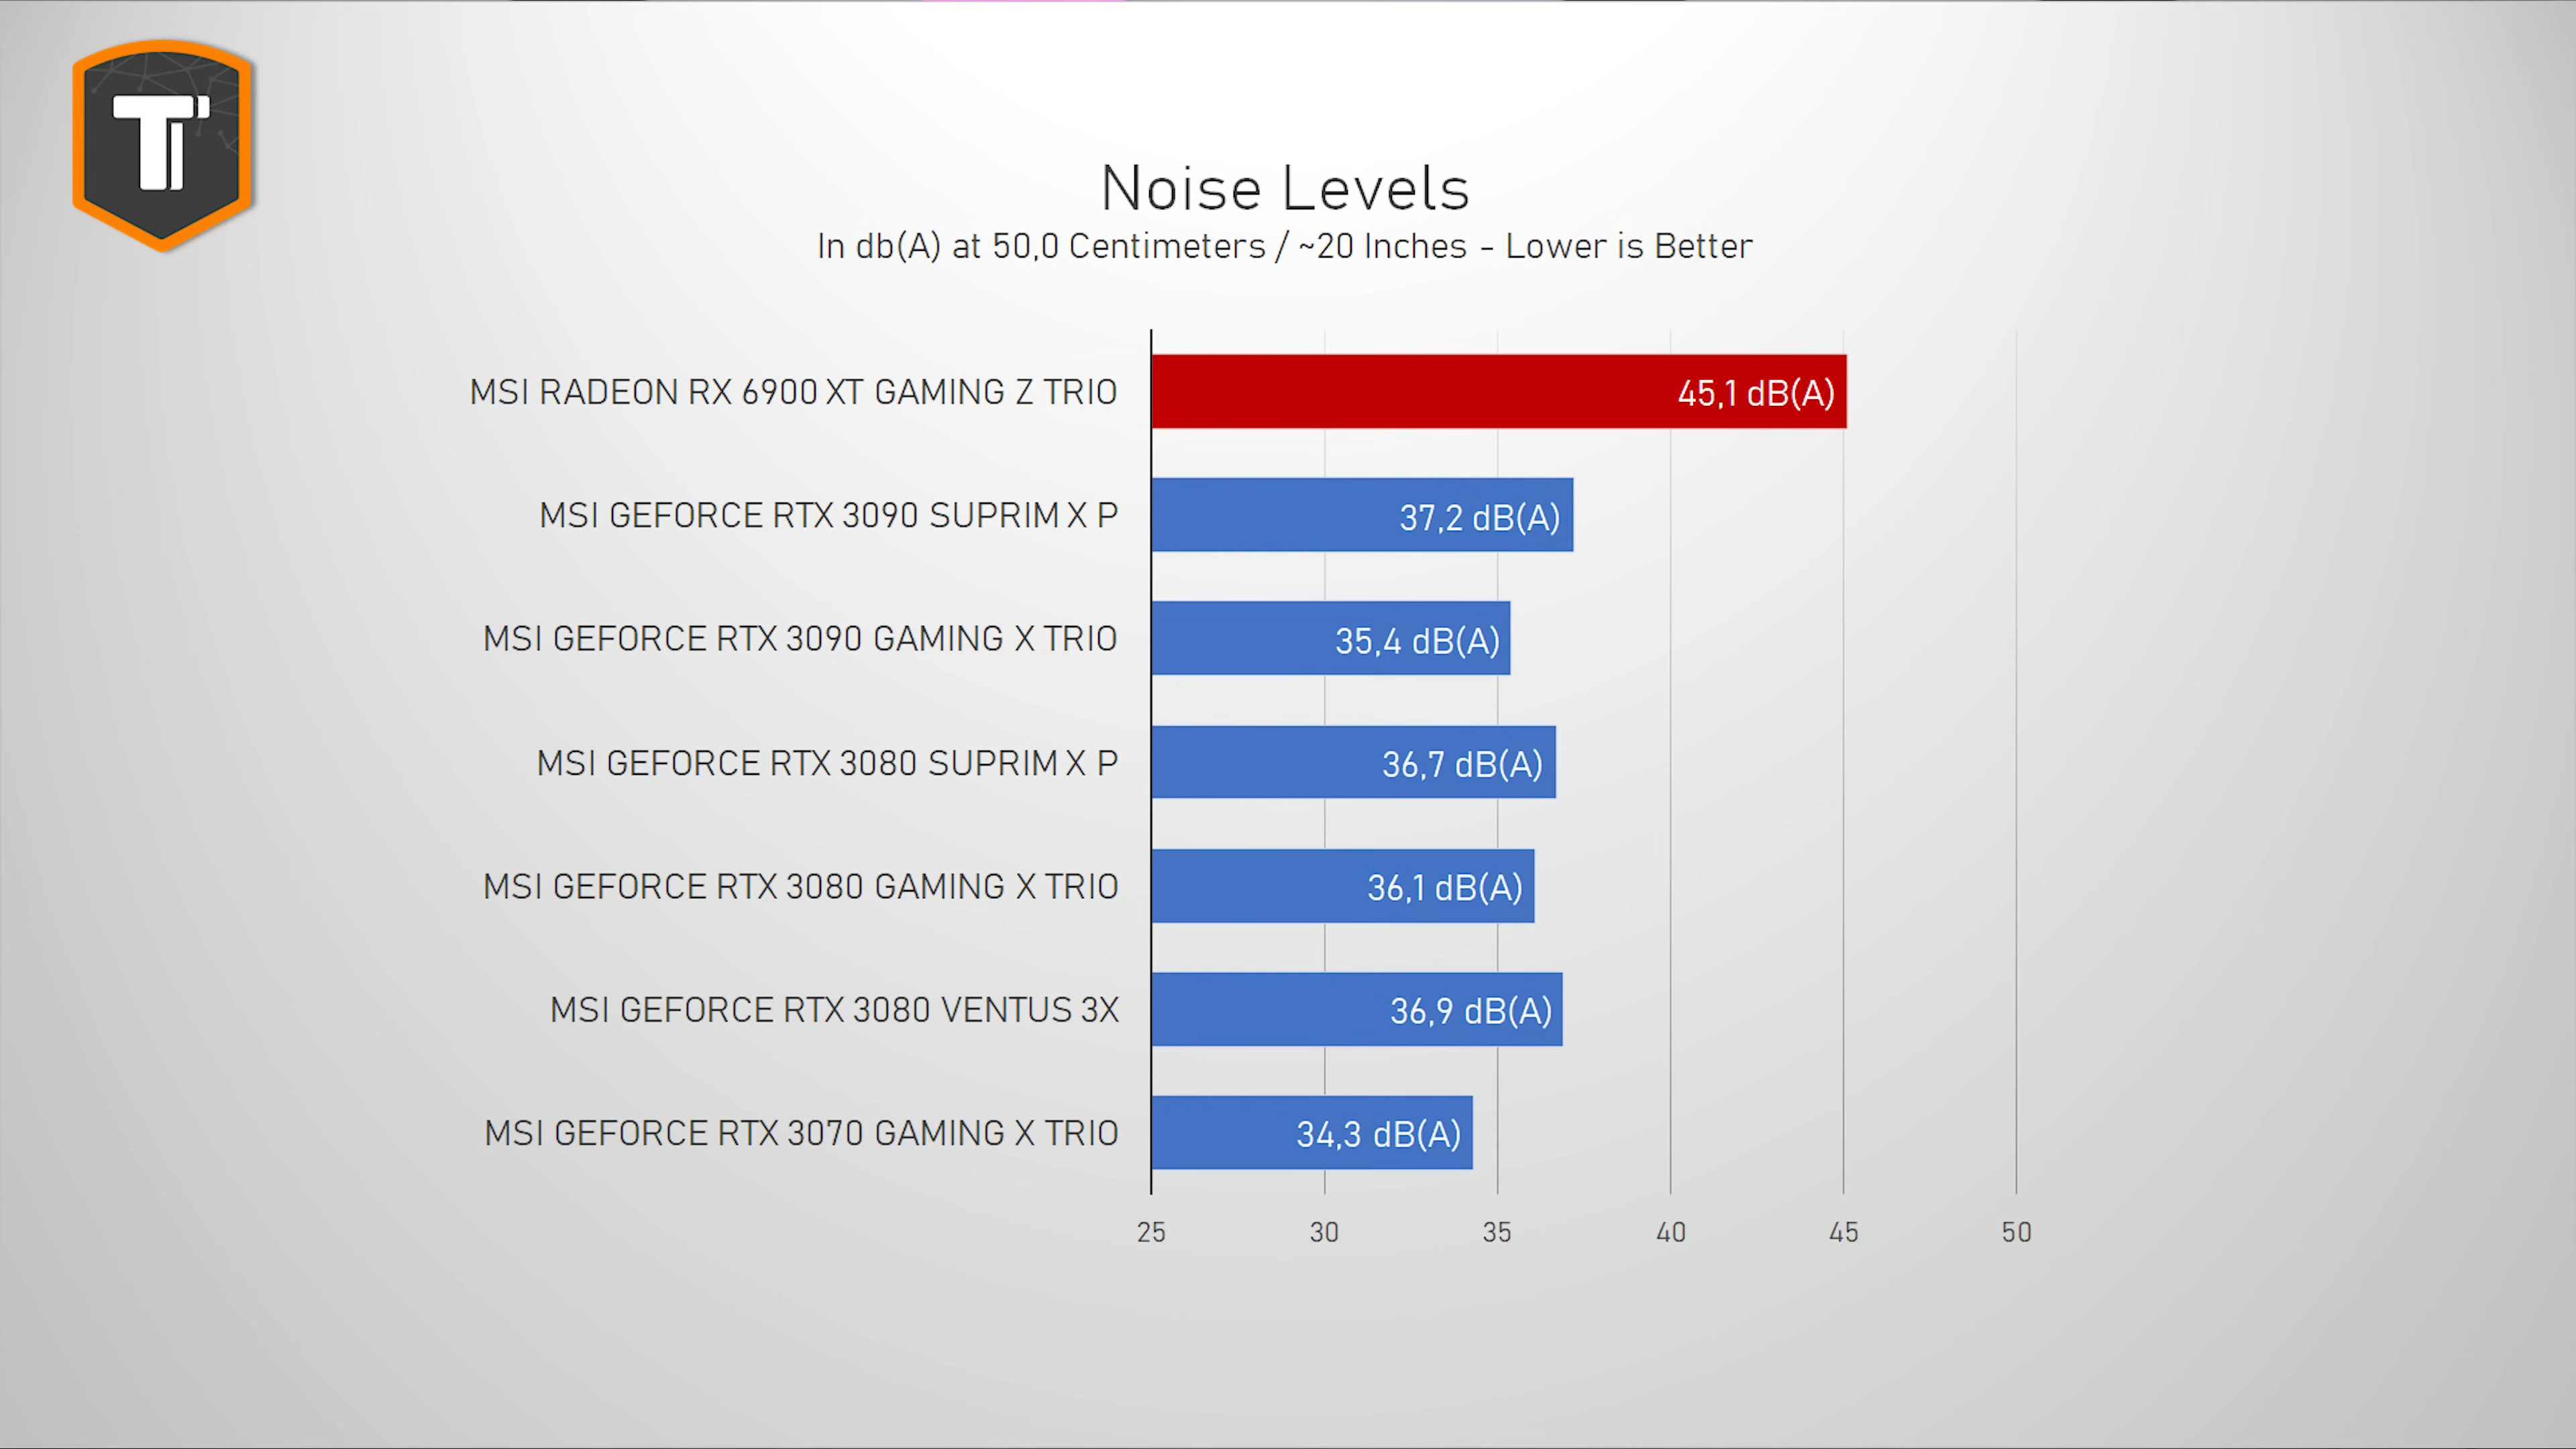 Noise Levels
In db(A) at 50,0 Centimeters / ~20 Inches - Lower is Better
MSI RADEON RX 6900 XT GAMING Z TRIO 45,1 dB(A)
MSI GEFORCE RTX 3090 SUPRIM X P 37,2 dB(A)
MSI GEFORCE RTX 3090 GAMING X TRIO 35,4 dB(A)
MSI GEFORCE RTX 3080 SUPRIM X P 36,7 dB(A)
MSI GEFORCE RTX 3080 GAMING X TRIO 36,1 dB(A)
MSI GEFORCE RTX 3080 VENTUS 3X 36,9 dB(A)
MSI GEFORCE RTX 3070 GAMING X TRIO 34,3 dB(A)
25 30 35 40 45 50